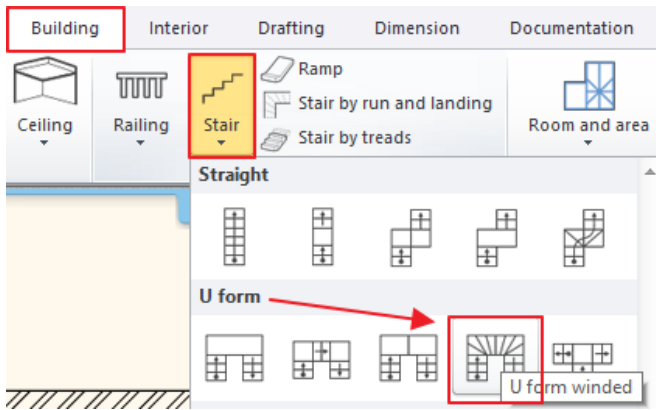 Building Interior Drafting Dimension Documentation
Ramp
Stair by run and landing
Stair by treads
Ceiling Railing Stair Room and area
Straight
U form
U form winded